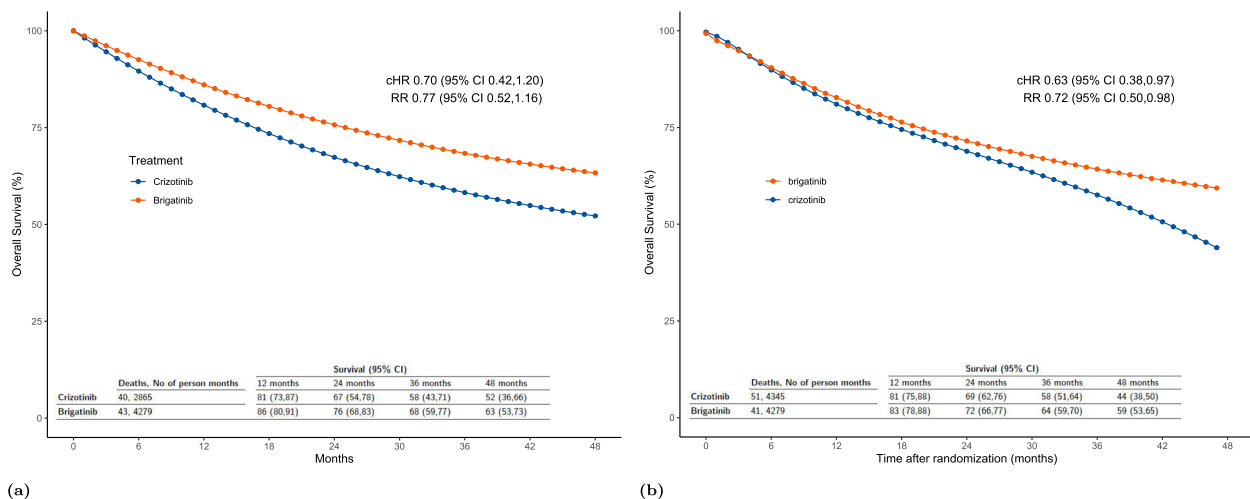 100
75
50
25
0
Overall Survival (%)
cHR 0.70 (95% CI 0.42,1.20)
RR 0.77 (95% CI 0.52,1.16)
Treatment
Crizotinib
Brigatinib
Survival (95% CI)
Deaths, No of person months 12 months 24 months 36 months 48 months
Crizotinib 40, 2865 81 (73,87) 67 (54,78) 58 (43,71) 52 (36,66)
Brigatinib 43, 4279 86 (80,91) 76 (68,83) 68 (59,77) 63 (53,73)
0 6 12 18 24 30 36 42 48
Months
(a)
100
75
50
25
0
Overall Survival (%)
cHR 0.63 (95% CI 0.38,0.97)
RR 0.72 (95% CI 0.50,0.98)
brigatinib
crizotinib
Survival (95% CI)
Deaths, No of person months 12 months 24 months 36 months 48 months
Crizotinib 51, 4345 81 (75,88) 69 (62,76) 58 (51,64) 44 (38,50)
Brigatinib 41, 4279 83 (78,88) 72 (66,77) 64 (59,70) 59 (53,65)
0 6 12 18 24 30 36 42 48
Time after randomization (months)
(b)